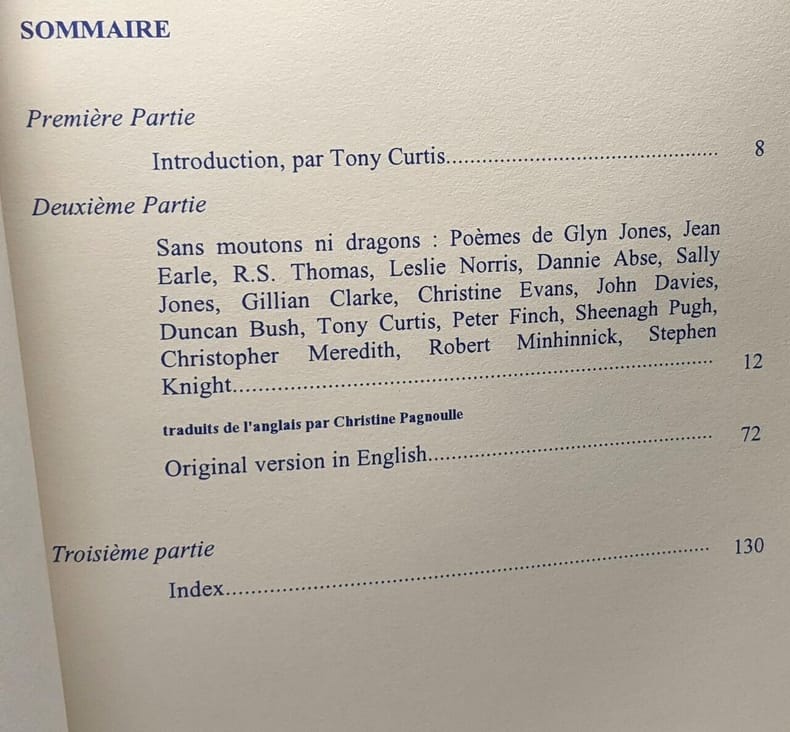 SOMMAIRE
Première Partie
Introduction, par Tony Curtis............................................. 8
Deuxième Partie
Sans moutons ni dragons : Poèmes de Glyn Jones, Jean
Earle, R.S. Thomas, Leslie Norris, Dannie Abse, Sally
Jones, Gillian Clarke, Christine Evans, John Davies,
Duncan Bush, Tony Curtis, Peter Finch, Sheenagh Pugh,
Christopher Meredith, Robert Minhinnick, Stephen
Knight................................................................................ 12
traduits de l'anglais par Christine Pagnoulle
Original version in English............................................... 72
Troisième partie
Index.................................................................................. 130